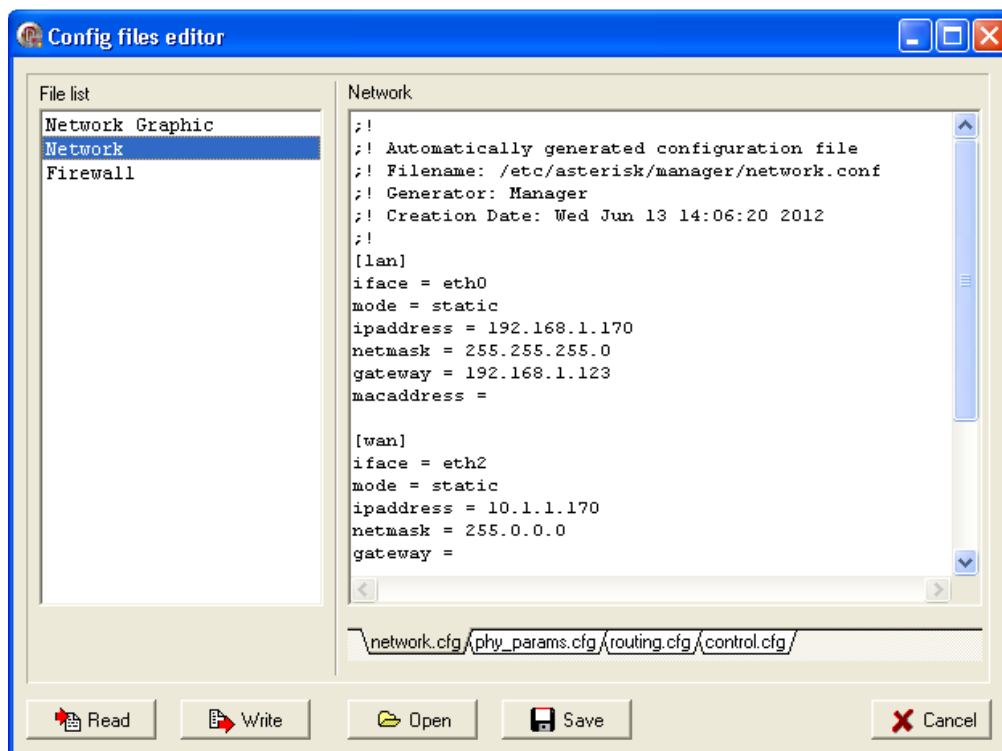 Config files editor
File list
Network Graphic
Network
Firewall
Network
;!
;! Automatically generated configuration file
;! Filename: /etc/asterisk/manager/network.conf
;! Generator: Manager
;! Creation Date: Wed Jun 13 14:06:20 2012
;!
[lan]
iface = eth0
mode = static
ipaddress = 192.168.1.170
netmask = 255.255.255.0
gateway = 192.168.1.123
macaddress =
[wan]
iface = eth2
mode = static
ipaddress = 10.1.1.170
netmask = 255.0.0.0
gateway =
network.cfg phy_params.cfg routing.cfg control.cfg
Read Write Open Save Cancel